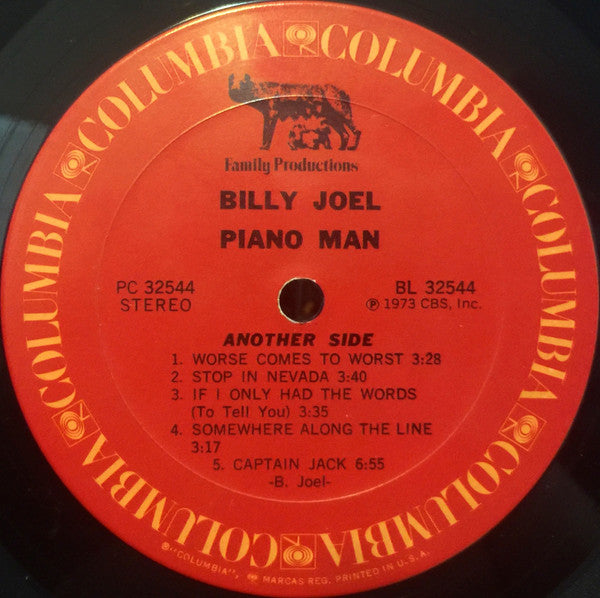 COLUMBIA COLUMBIA COLUMBIA COLUMBIA COLUMBIA COLUMBIA
Family Productions
BILLY JOEL
PIANO MAN
PC 32544
STEREO
BL 32544
℗ 1973 CBS, Inc.
ANOTHER SIDE
1. WORSE COMES TO WORST 3:28
2. STOP IN NEVADA 3:40
3. IF I ONLY HAD THE WORDS
(To Tell You) 3:35
4. SOMEWHERE ALONG THE LINE
3:17
5. CAPTAIN JACK 6:55
-B. Joel-
"COLUMBIA", MARCAS REG. PRINTED IN U.S.A.